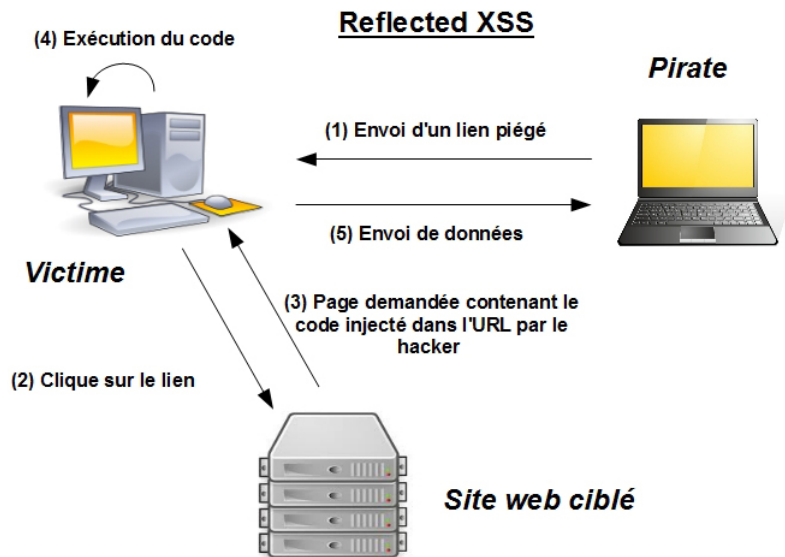 Reflected XSS
(4) Exécution du code
Pirate
(1) Envoi d'un lien piégé
(5) Envoi de données
Victime
(3) Page demandée contenant le
code injecté dans l'URL par le
hacker
(2) Clique sur le lien
Site web ciblé